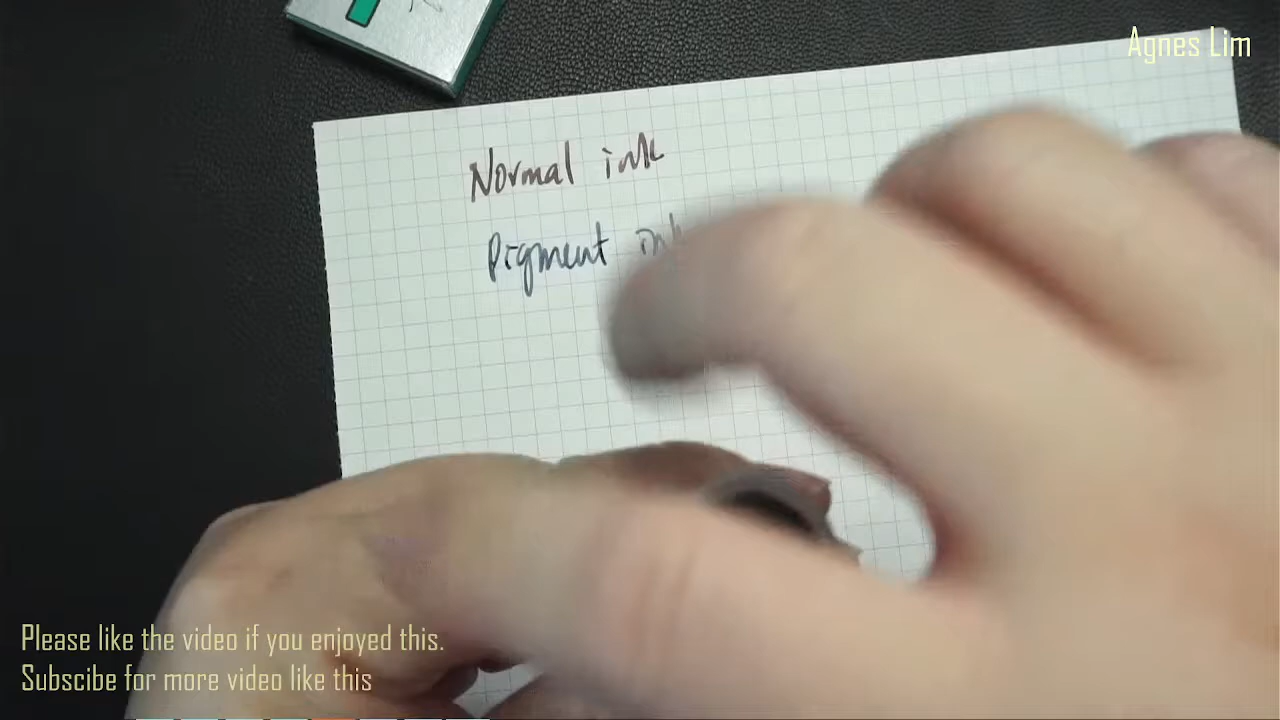 Agnes Lim
Normal ink
Pigment ink
Please like the video if you enjoyed this.
Subscibe for more video like this